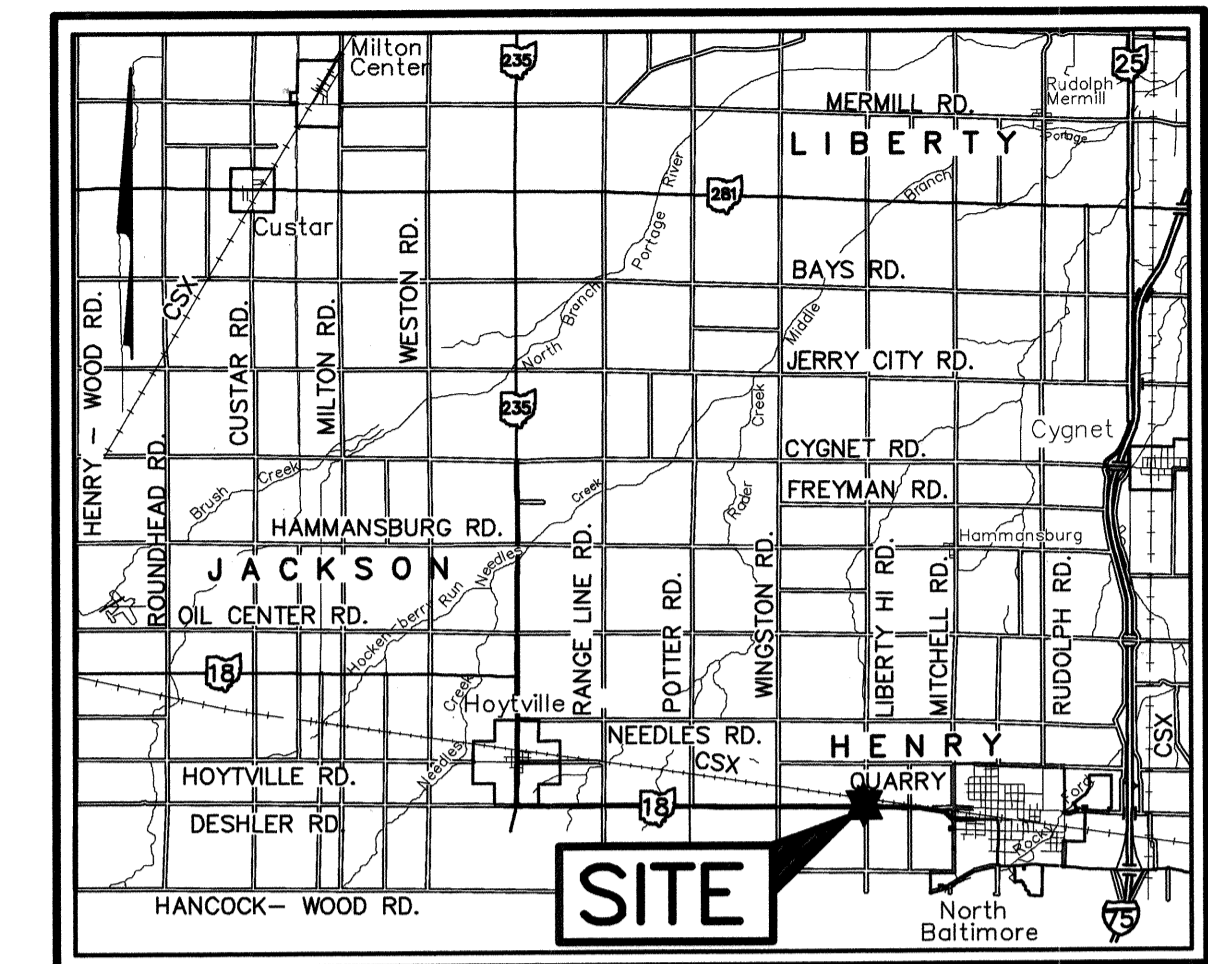 Milton
Center
235
25
Rudolph
Mermill
MERMILL RD.
Portage
LIBERTY
281
Branch
Portage River
Custar
WESTON RD.
BAYS RD.
HENRY – WOOD RD.
CSX
CUSTAR RD.
MILTON RD.
North Branch
Middle
JERRY CITY RD.
235
Creek
Cygnet
CYGNET RD.
ROUNDHEAD RD.
Brush Creek
Creek
Rader
FREYMAN RD.
HAMMANSBURG RD.
Hammansburg
JACKSON
Needles
RANGE LINE RD.
POTTER RD.
WINGSTON RD.
LIBERTY HI RD.
MITCHELL RD.
RUDOLPH RD.
OIL CENTER RD.
Run
18
Creek
Hoytville
NEEDLES RD.
HENRY
CSX
CSX
Needles
HOYTVILLE RD.
QUARRY
18
DESHLER RD.
Rocky Ford
SITE
HANCOCK– WOOD RD.
North
Baltimore
75